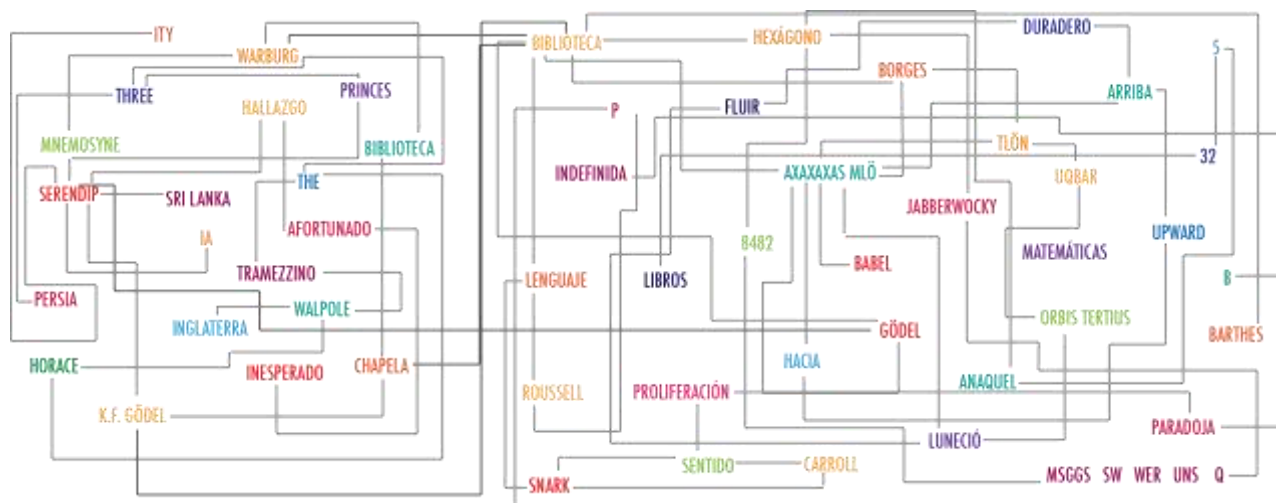 ITY
WARBURG
THREE
PRINCES
HALLAZGO
MNEMOSYNE
BIBLIOTECA
THE
SERENDIP
SRI LANKA
AFORTUNADO
IA
TRAMEZZINO
PERSIA
WALPOLE
INGLATERRA
HORACE
INESPERADO
CHAPELA
K.F. GÖDEL
BIBLIOTECA
HEXÁGONO
DURADERO
5
BORGES
ARRIBA
P
FLUIR
TLÖN
32
INDEFINIDA
AXAXAXAS MLÖ
UQBAR
JABBERWOCKY
8482
MATEMÁTICAS
UPWARD
BABEL
LENGUAJE
LIBROS
B
ORBIS TERTIUS
GÖDEL
BARTHES
HACIA
ANAQUEL
ROUSSELL
PROLIFERACIÓN
PARADOJA
LUNECIÓ
SENTIDO
CARROLL
SNARK
MSGGS SW WER UNS Q